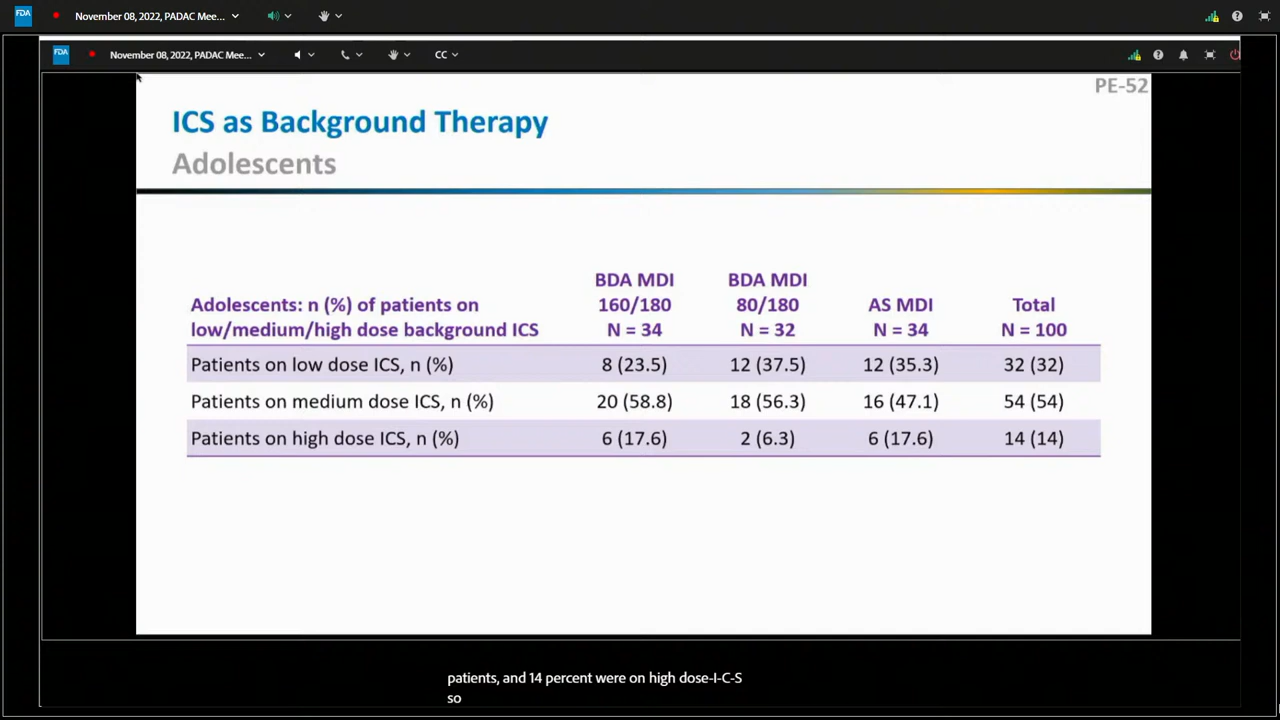 FDA November 08, 2022, PADAC Mee...
FDA November 08, 2022, PADAC Mee... CC
PE-52
ICS as Background Therapy
Adolescents
BDA MDI BDA MDI
Adolescents: n (%) of patients on 160/180 80/180 AS MDI Total
low/medium/high dose background ICS N = 34 N = 32 N = 34 N = 100
Patients on low dose ICS, n (%) 8 (23.5) 12 (37.5) 12 (35.3) 32 (32)
Patients on medium dose ICS, n (%) 20 (58.8) 18 (56.3) 16 (47.1) 54 (54)
Patients on high dose ICS, n (%) 6 (17.6) 2 (6.3) 6 (17.6) 14 (14)
patients, and 14 percent were on high dose-I-C-S
so